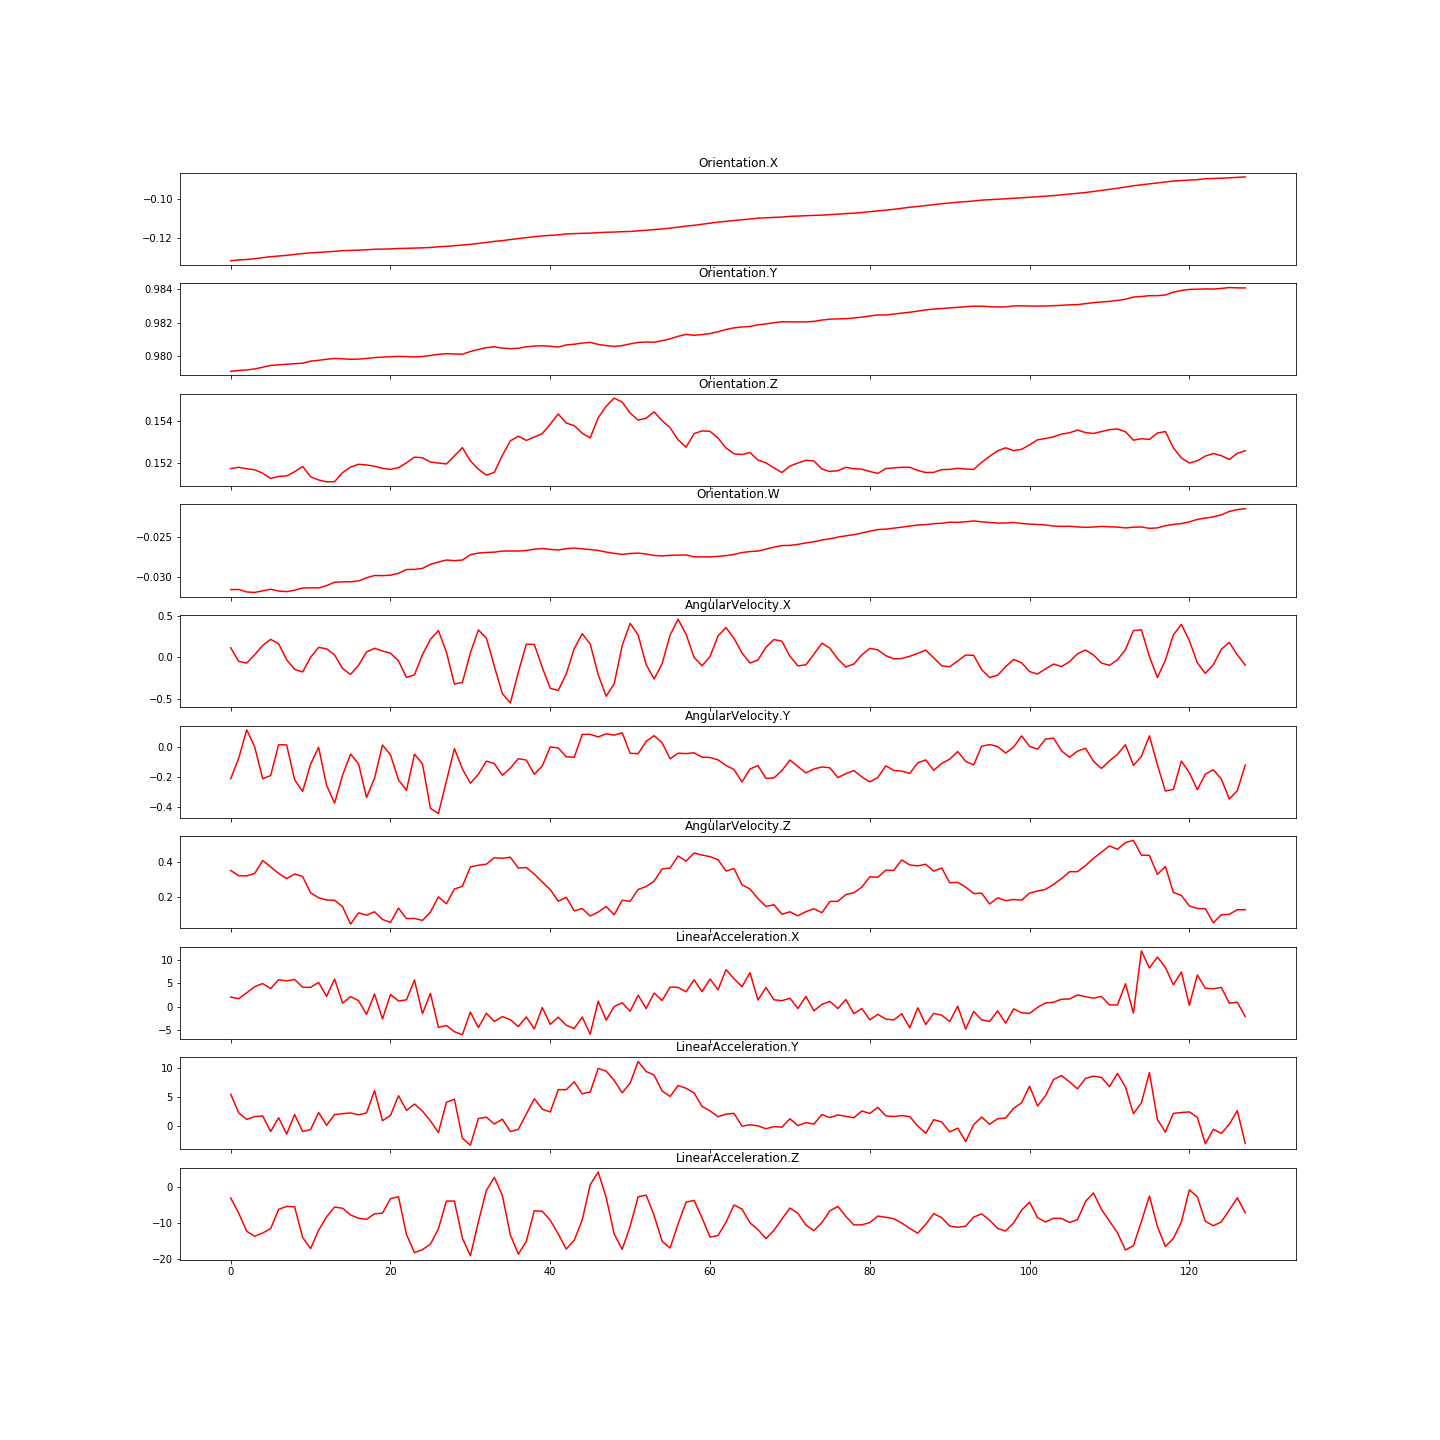 Orientation.X
−0.10
−0.12
Orientation.Y
0.984
0.982
0.980
Orientation.Z
0.154
0.152
Orientation.W
−0.025
−0.030
AngularVelocity.X
0.5
0.0
−0.5
AngularVelocity.Y
0.0
−0.2
−0.4
AngularVelocity.Z
0.4
0.2
LinearAcceleration.X
10
5
0
−5
LinearAcceleration.Y
10
5
0
LinearAcceleration.Z
0
−10
−20
0 20 40 60 80 100 120